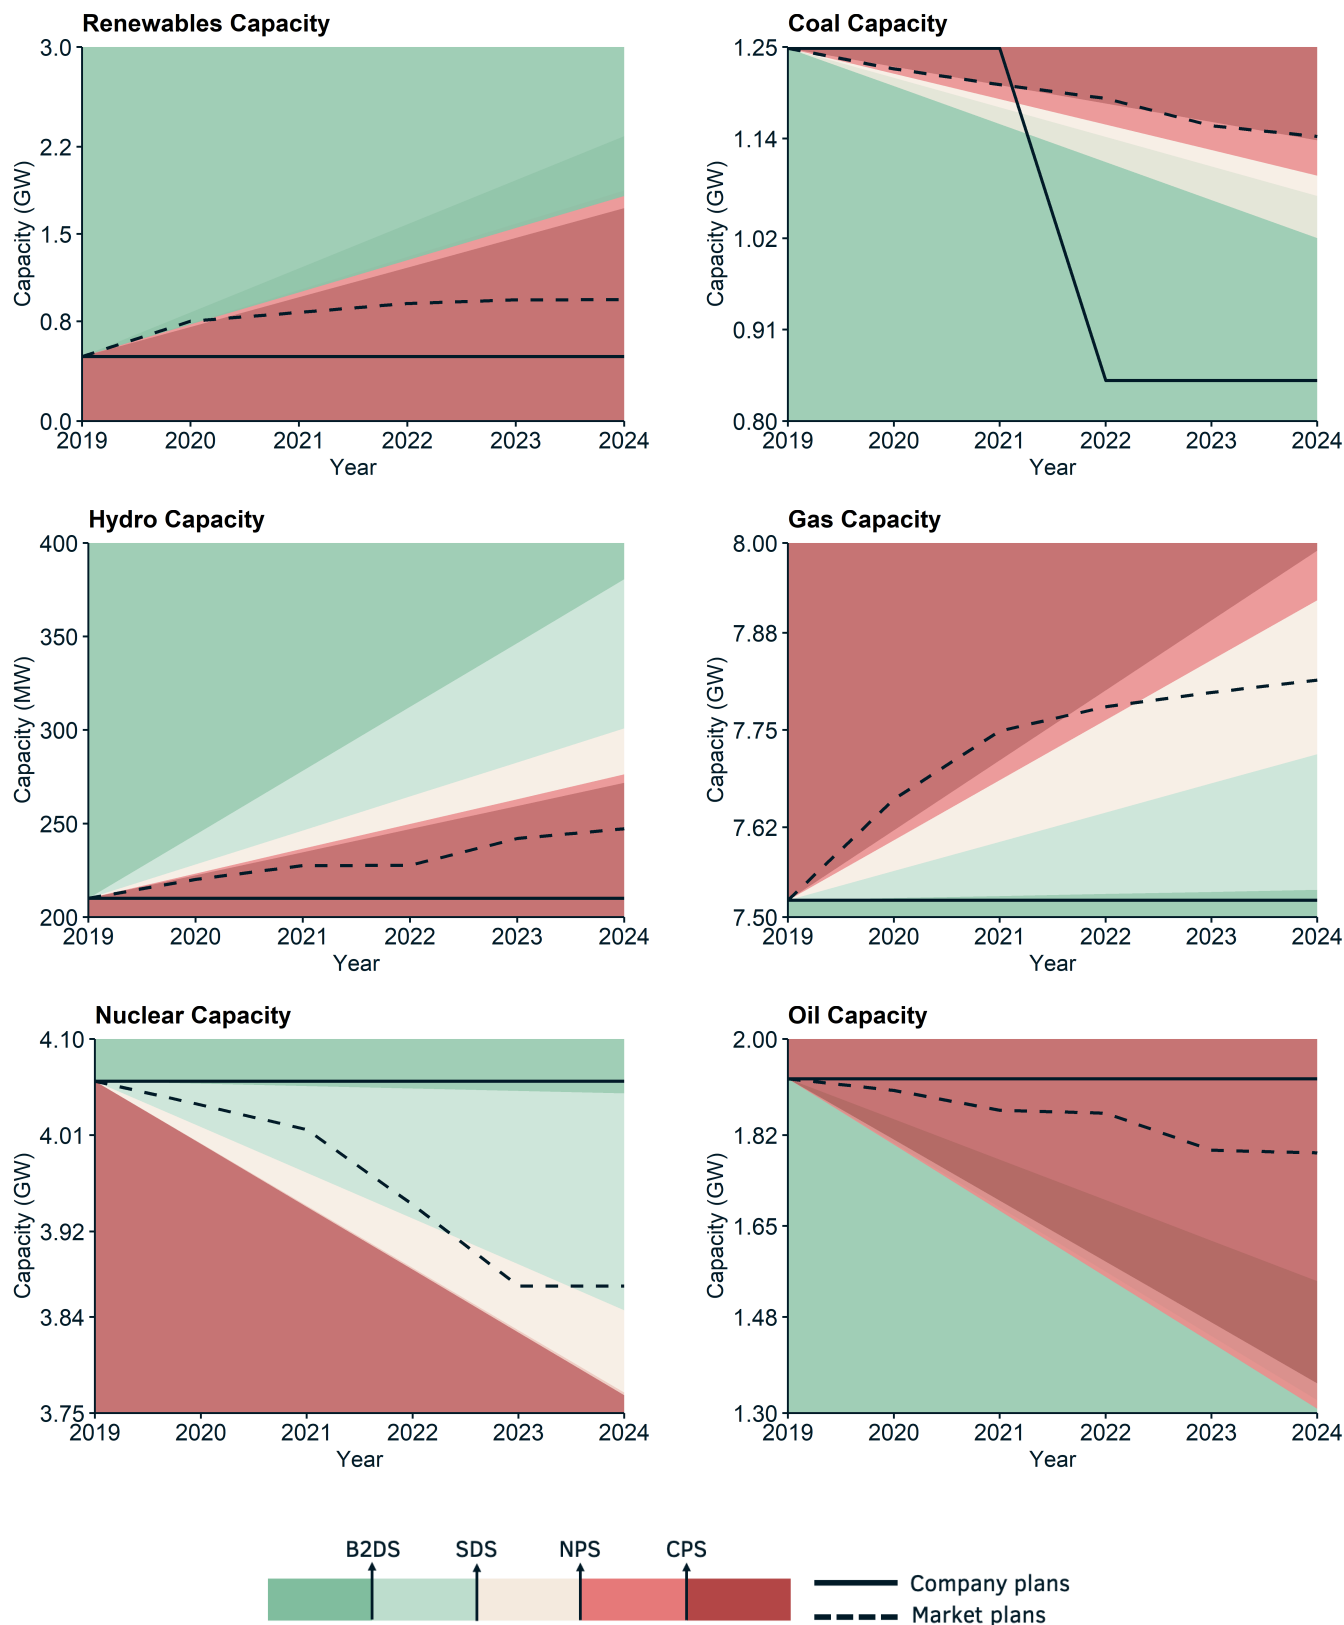 Renewables Capacity
Capacity (GW)
3.0
2.2
1.5
0.8
0.0
2019 2020 2021 2022 2023 2024
Year
Coal Capacity
Capacity (GW)
1.25
1.14
1.02
0.91
0.80
2019 2020 2021 2022 2023 2024
Year
Hydro Capacity
Capacity (MW)
400
350
300
250
200
2019 2020 2021 2022 2023 2024
Year
Gas Capacity
Capacity (GW)
8.00
7.88
7.75
7.62
7.50
2019 2020 2021 2022 2023 2024
Year
Nuclear Capacity
Capacity (GW)
4.10
4.01
3.92
3.84
3.75
2019 2020 2021 2022 2023 2024
Year
Oil Capacity
Capacity (GW)
2.00
1.82
1.65
1.48
1.30
2019 2020 2021 2022 2023 2024
Year
B2DS SDS NPS CPS
Company plans
Market plans